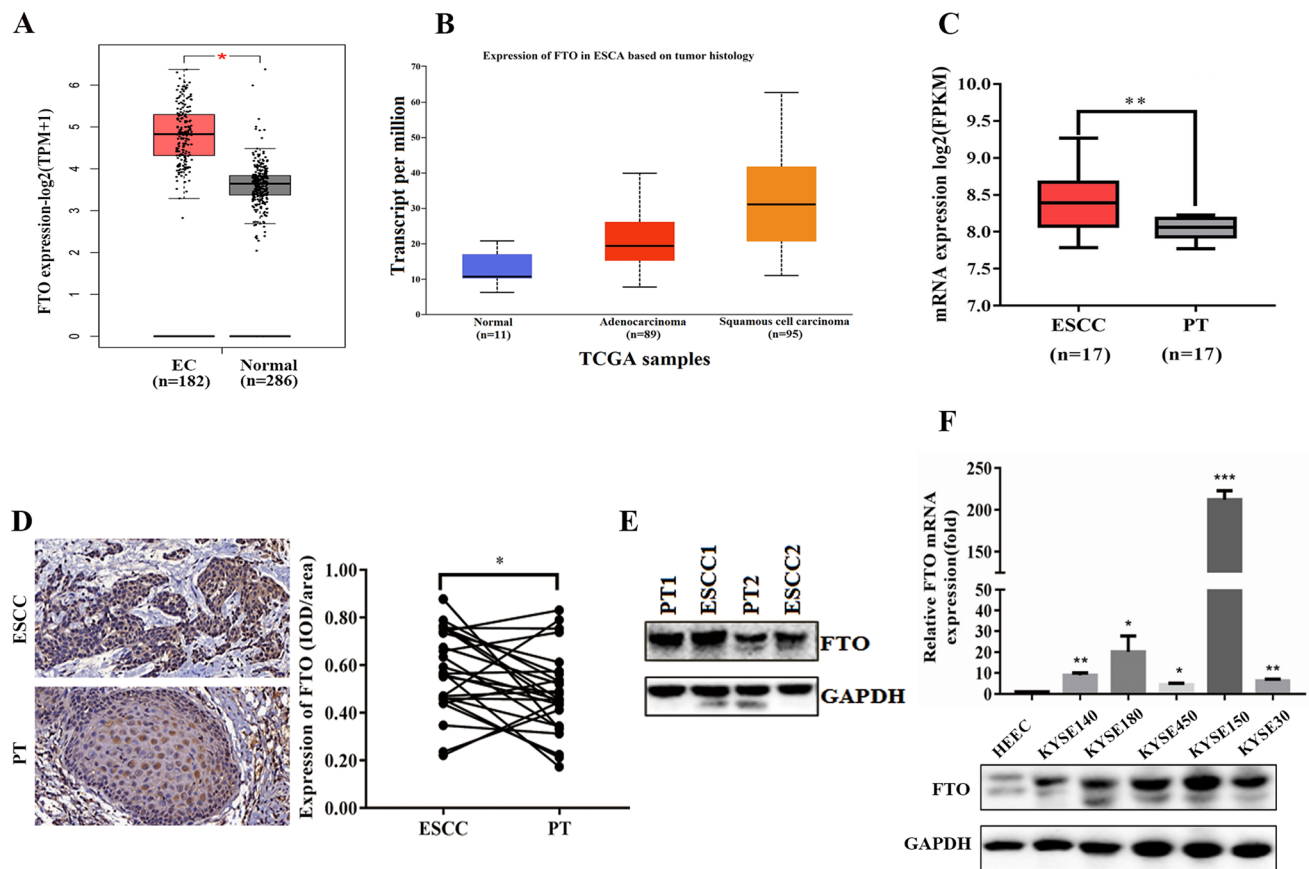 A
FTO expression-log2(TPM+1)
6
5
4
3
2
1
0
*
EC
(n=182)
Normal
(n=286)
B
Expression of FTO in ESCA based on tumor histology
Transcript per million
70
60
50
40
30
20
10
0
Normal
(n=11)
Adenocarcinoma
(n=89)
Squamous cell carcinoma
(n=95)
TCGA samples
C
mRNA expression log2(FPKM)
10.0
9.5
9.0
8.5
8.0
7.5
7.0
**
ESCC
(n=17)
PT
(n=17)
D
ESCC
PT
Expression of FTO (IOD/area)
1.00
0.80
0.60
0.40
0.20
0.00
*
ESCC
PT
E
PT1
ESCC1
PT2
ESCC2
FTO
GAPDH
F
Relative FTO mRNA
expression(fold)
250
200
150
100
50
40
30
20
10
0
**
*
*
***
**
HEEC
KYSE140
KYSE180
KYSE450
KYSE150
KYSE30
FTO
GAPDH